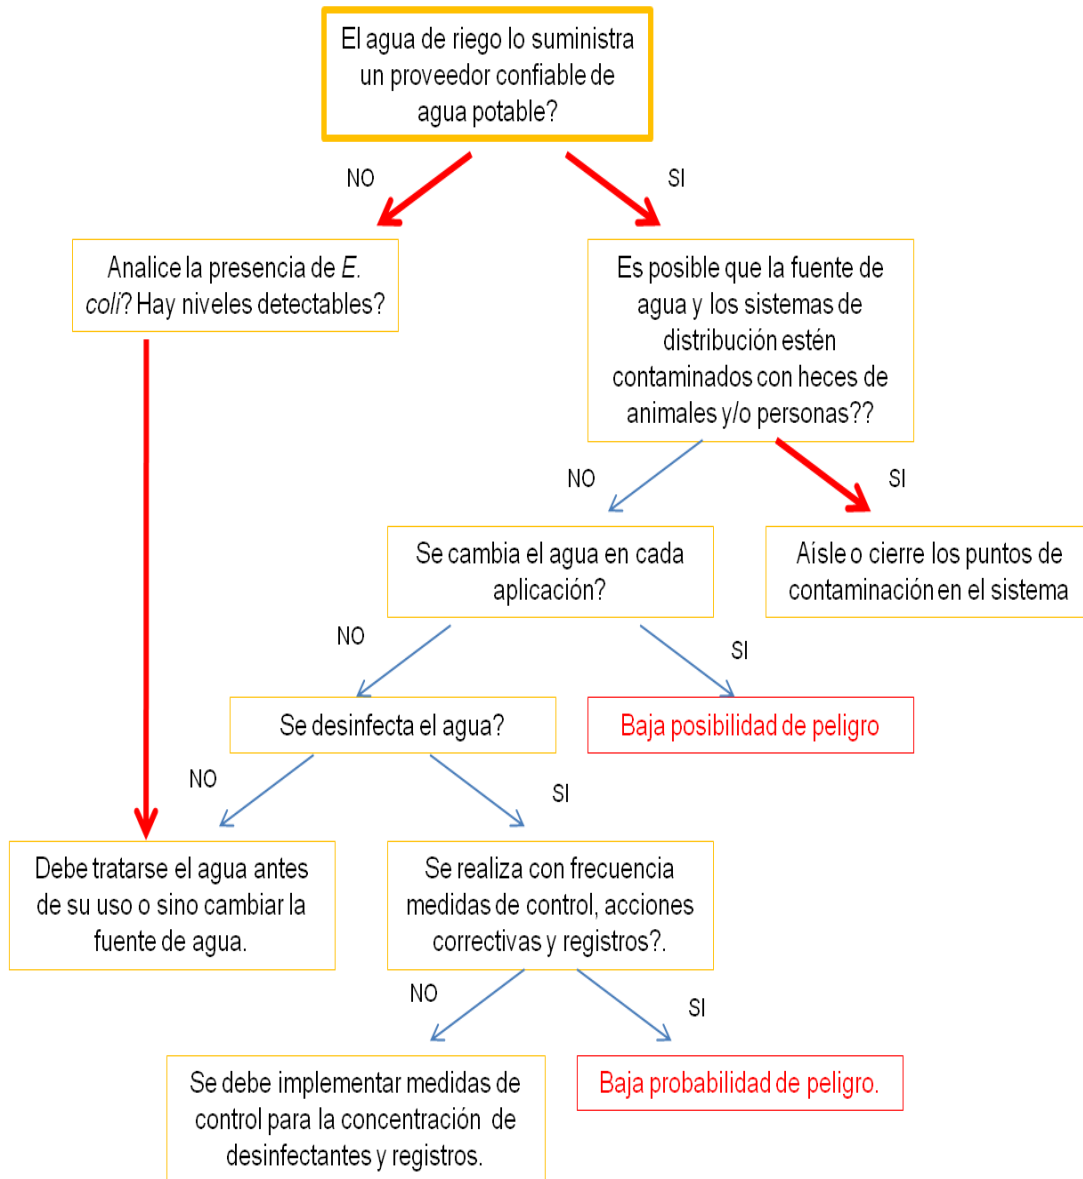 El agua de riego lo suministra
un proveedor confiable de
agua potable?
NO
SI
Analice la presencia de E.
coli? Hay niveles detectables?
Es posible que la fuente de
agua y los sistemas de
distribución estén
contaminados con heces de
animales y/o personas??
NO
SI
Se cambia el agua en cada
aplicación?
Aísle o cierre los puntos de
contaminación en el sistema
NO
SI
Se desinfecta el agua?
Baja posibilidad de peligro
NO
SI
Debe tratarse el agua antes
de su uso o sino cambiar la
fuente de agua.
Se realiza con frecuencia
medidas de control, acciones
correctivas y registros?.
NO
SI
Se debe implementar medidas de
control para la concentración de
desinfectantes y registros.
Baja probabilidad de peligro.